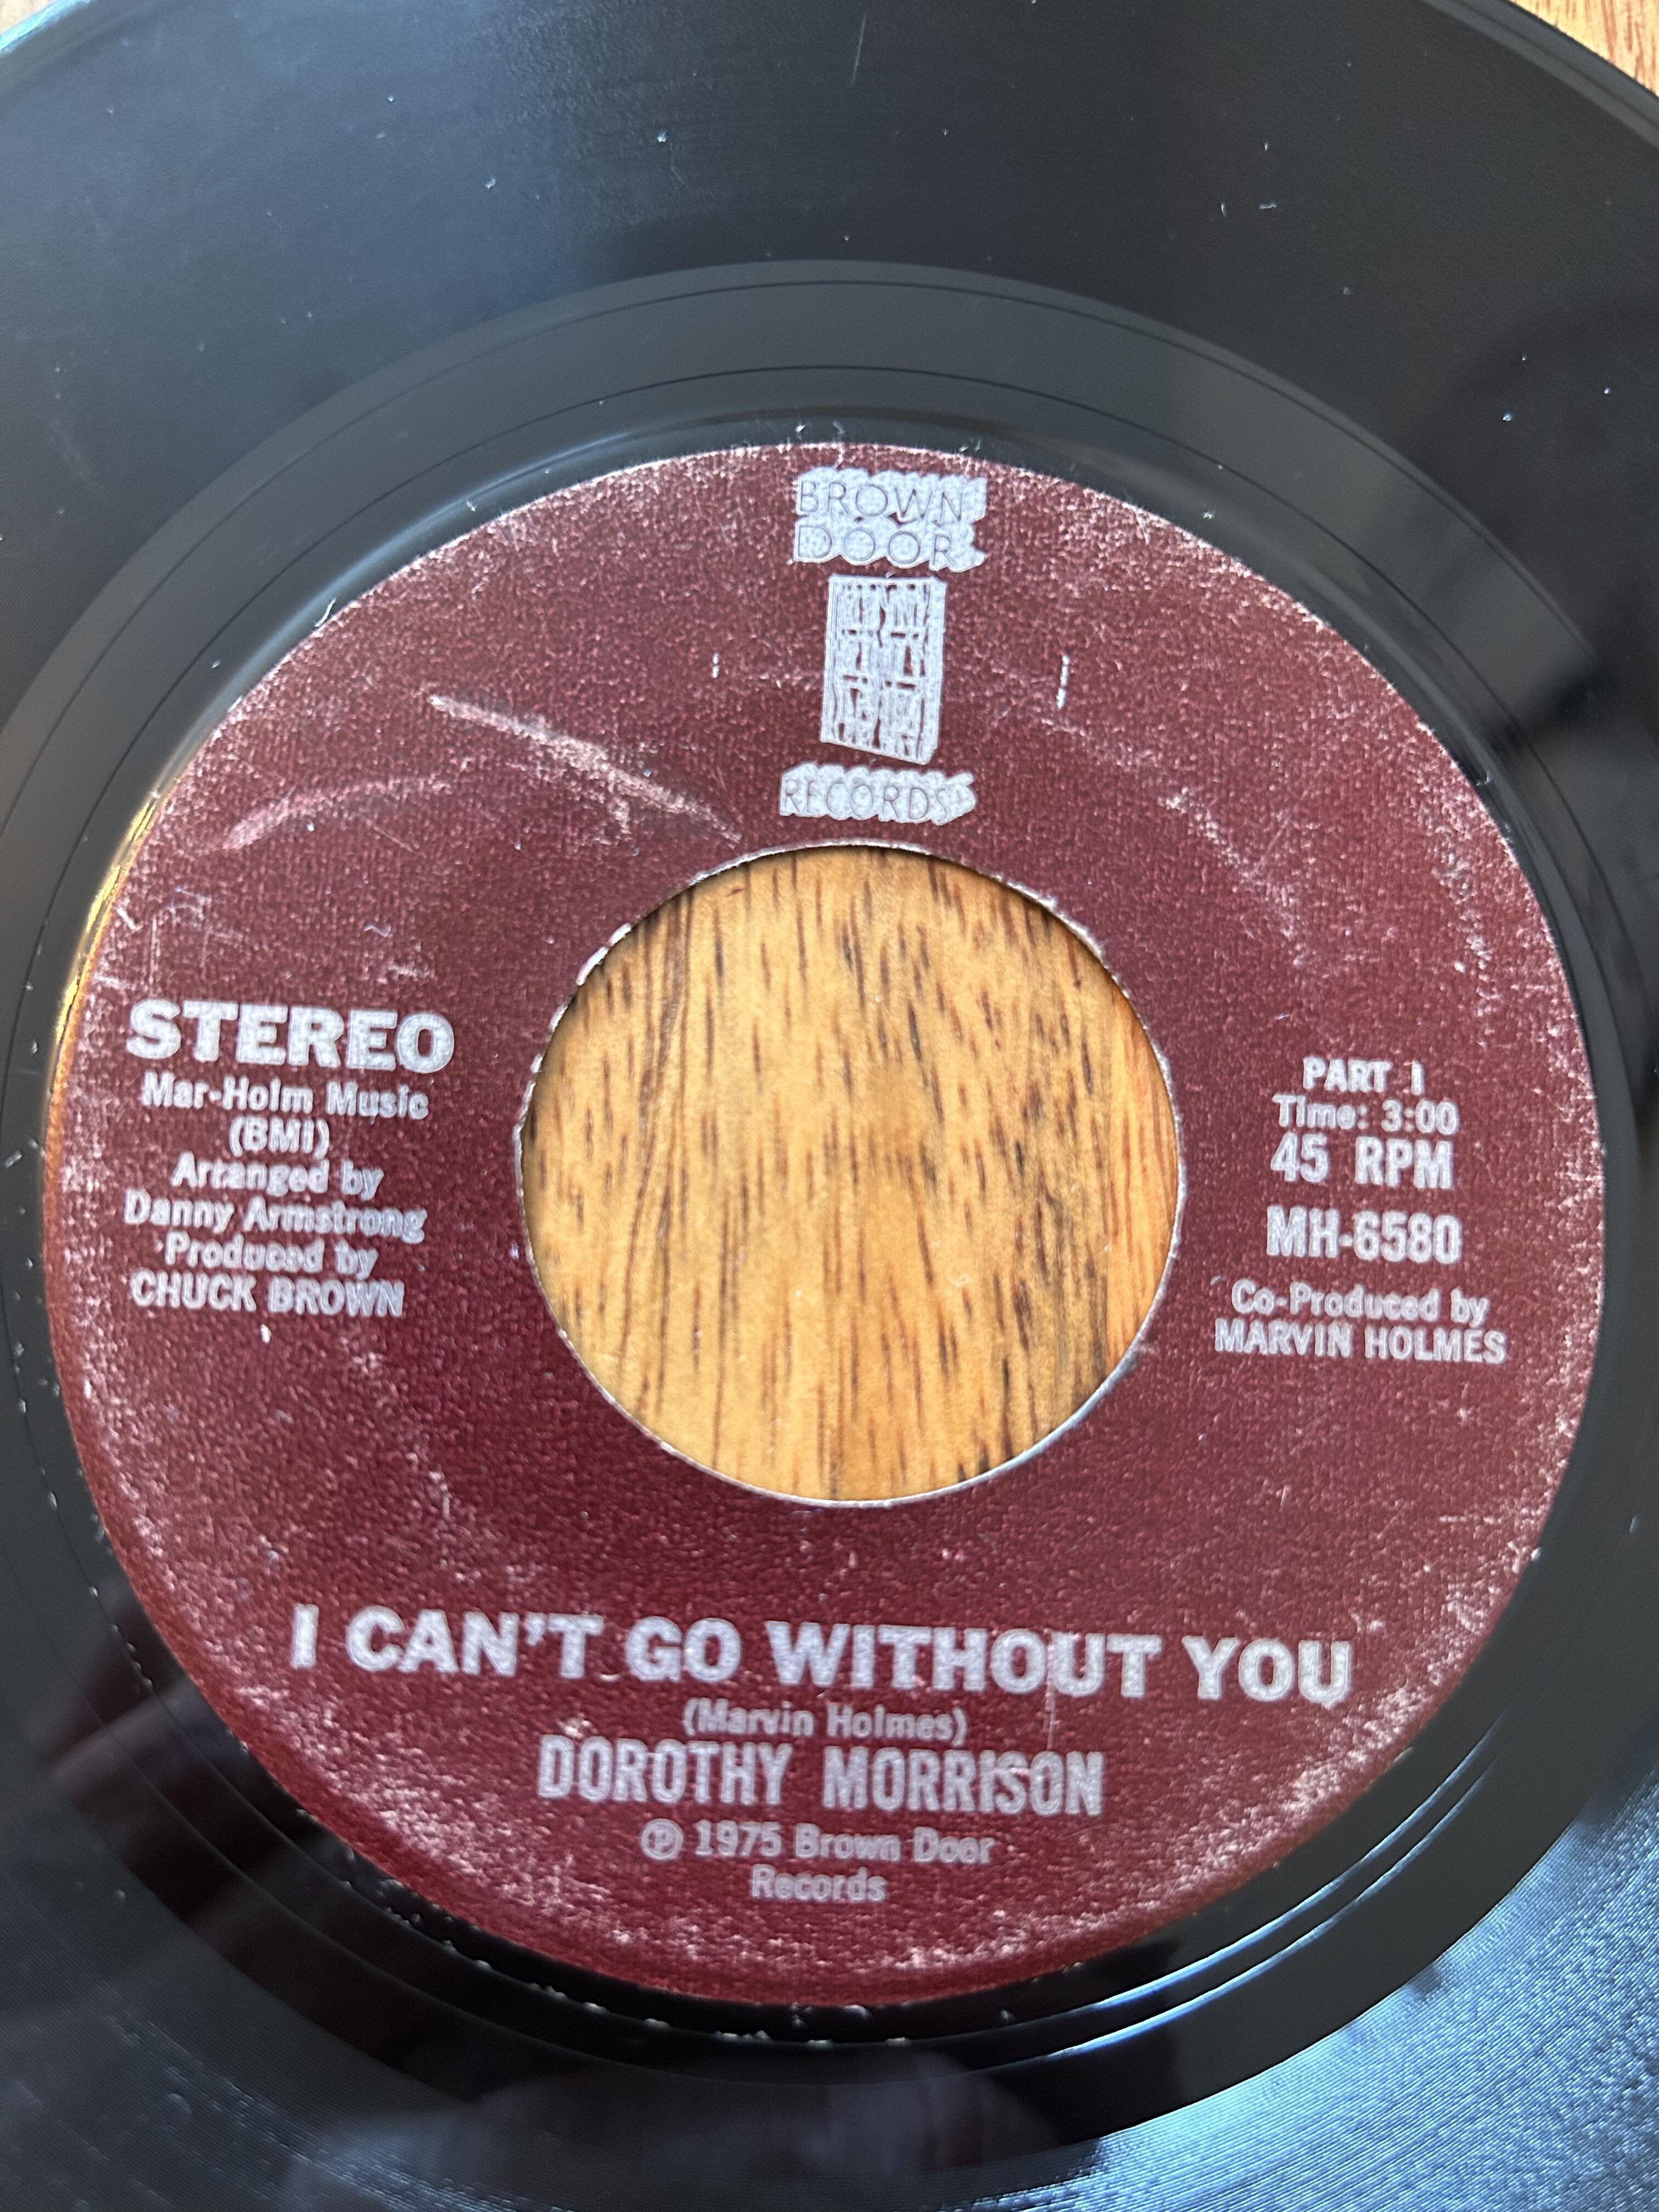 BROWN
DOOR
RECORDS
STEREO
Mar-Holm Music
(BMI)
Arranged by
Danny Armstrong
Produced by
CHUCK BROWN
PART 1
Time: 3:00
45 RPM
MH-6580
Co-Produced by
MARVIN HOLMES
I CAN'T GO WITHOUT YOU
(Marvin Holmes)
DOROTHY MORRISON
Ⓟ 1975 Brown Door
Records